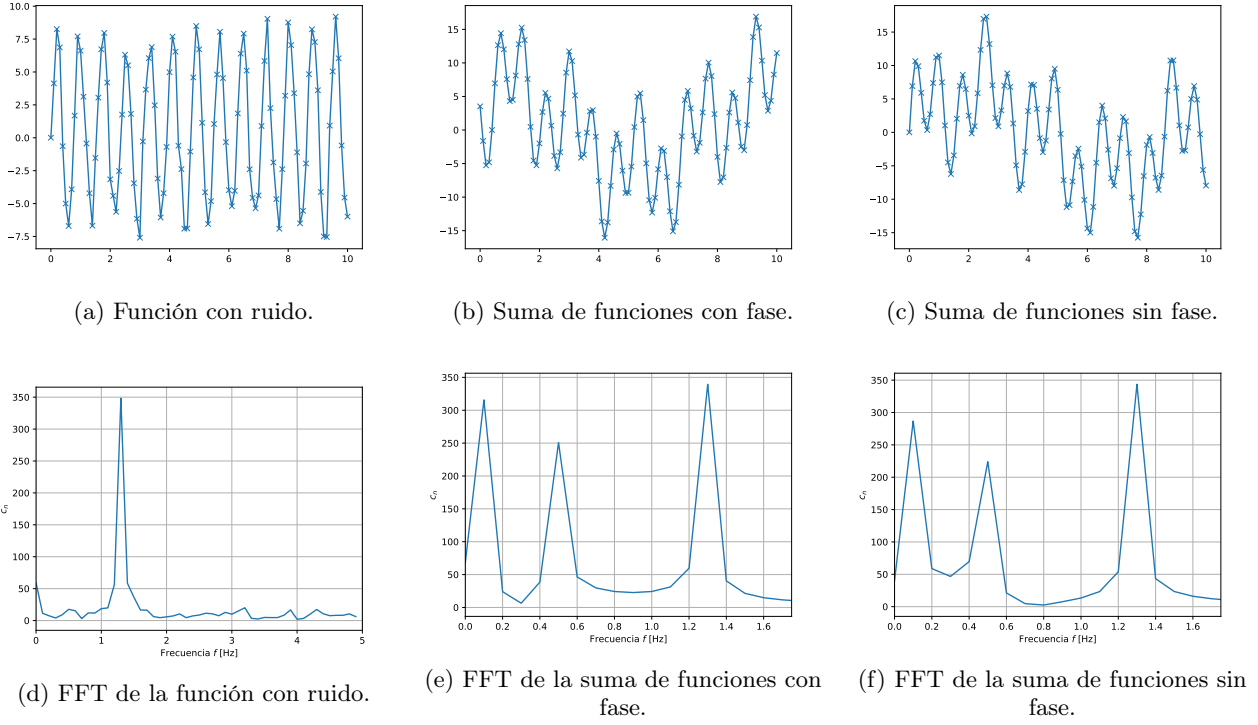 10.0
7.5
5.0
2.5
0.0
−2.5
−5.0
−7.5
0 2 4 6 8 10
15
10
5
0
−5
−10
−15
0 2 4 6 8 10
15
10
5
0
−5
−10
−15
0 2 4 6 8 10
(a) Función con ruido.
(b) Suma de funciones con fase.
(c) Suma de funciones sin fase.
350
300
250
200
150
100
50
0
cn
0 1 2 3 4 5
Frecuencia f [Hz]
350
300
250
200
150
100
50
0
cn
0.0 0.2 0.4 0.6 0.8 1.0 1.2 1.4 1.6
Frecuencia f [Hz]
350
300
250
200
150
100
50
0
cn
0.0 0.2 0.4 0.6 0.8 1.0 1.2 1.4 1.6
Frecuencia f [Hz]
(d) FFT de la función con ruido.
(e) FFT de la suma de funciones con
fase.
(f) FFT de la suma de funciones sin
fase.